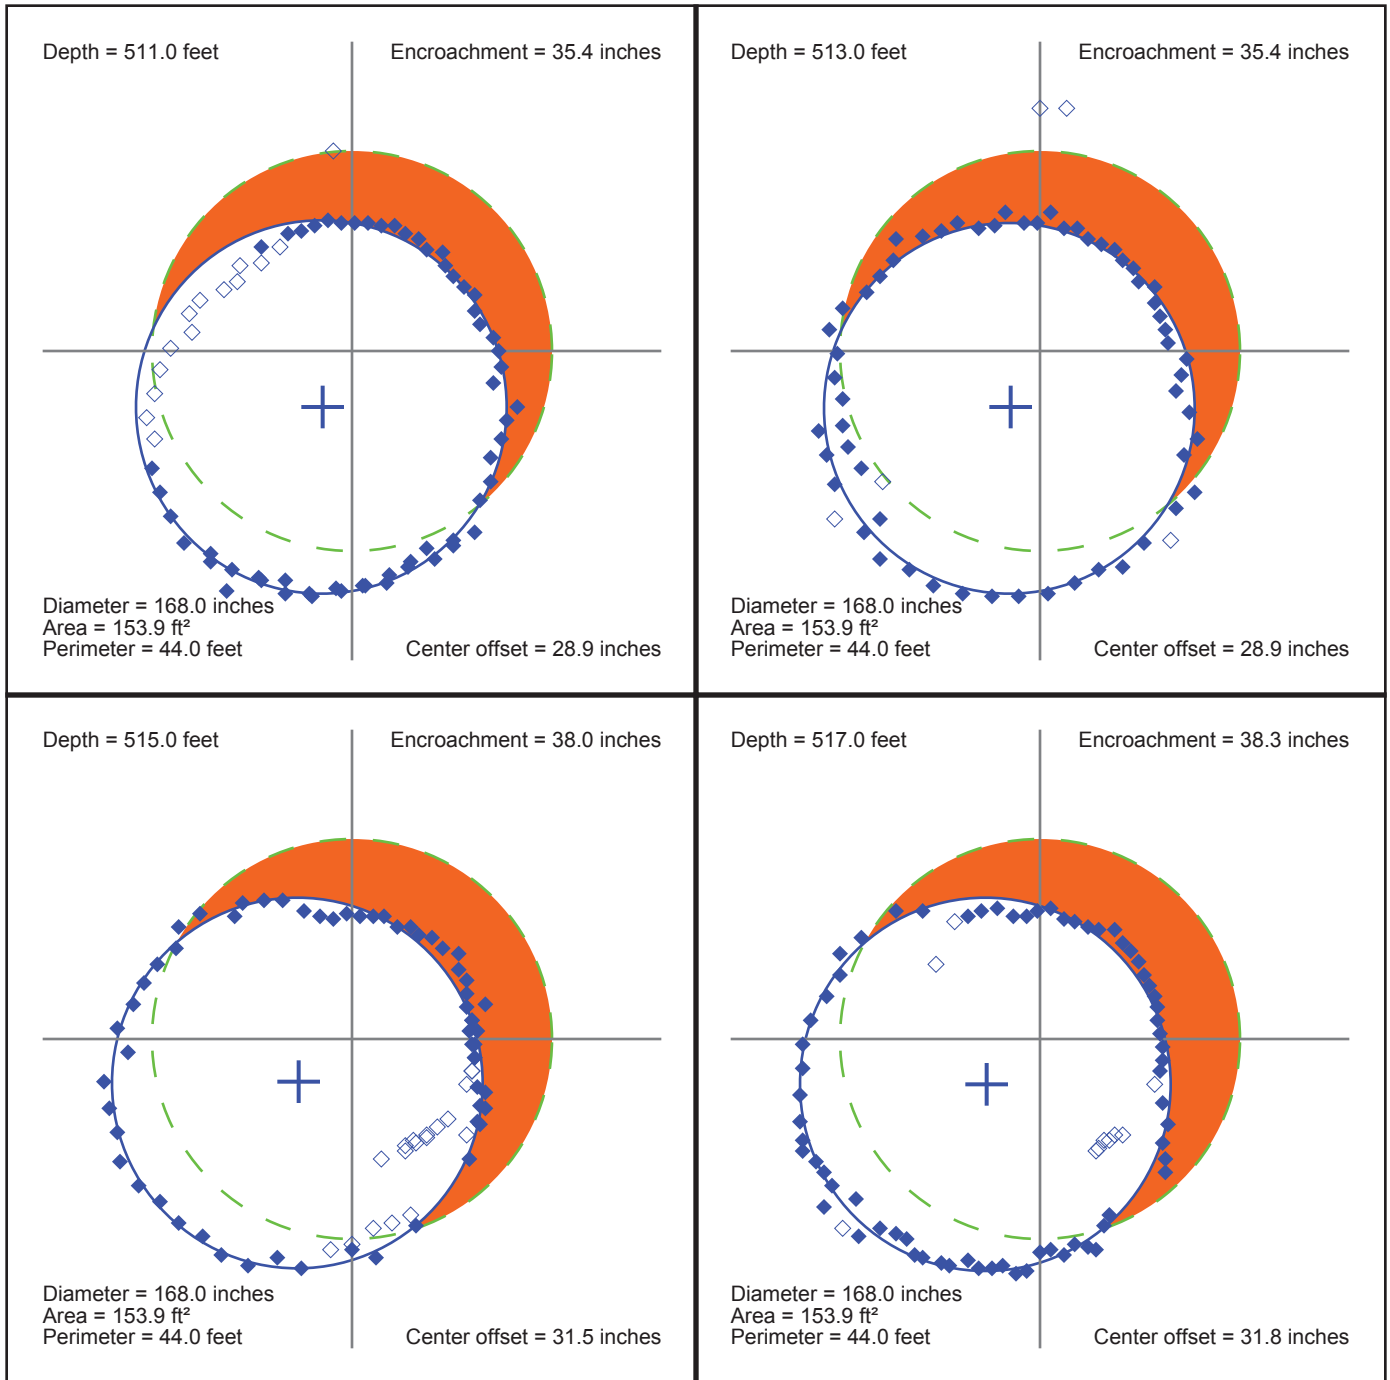 Depth = 511.0 feet
Encroachment = 35.4 inches
Diameter = 168.0 inches
Area = 153.9 ft²
Perimeter = 44.0 feet
Center offset = 28.9 inches
Depth = 513.0 feet
Encroachment = 35.4 inches
Diameter = 168.0 inches
Area = 153.9 ft²
Perimeter = 44.0 feet
Center offset = 28.9 inches
Depth = 515.0 feet
Encroachment = 38.0 inches
Diameter = 168.0 inches
Area = 153.9 ft²
Perimeter = 44.0 feet
Center offset = 31.5 inches
Depth = 517.0 feet
Encroachment = 38.3 inches
Diameter = 168.0 inches
Area = 153.9 ft²
Perimeter = 44.0 feet
Center offset = 31.8 inches